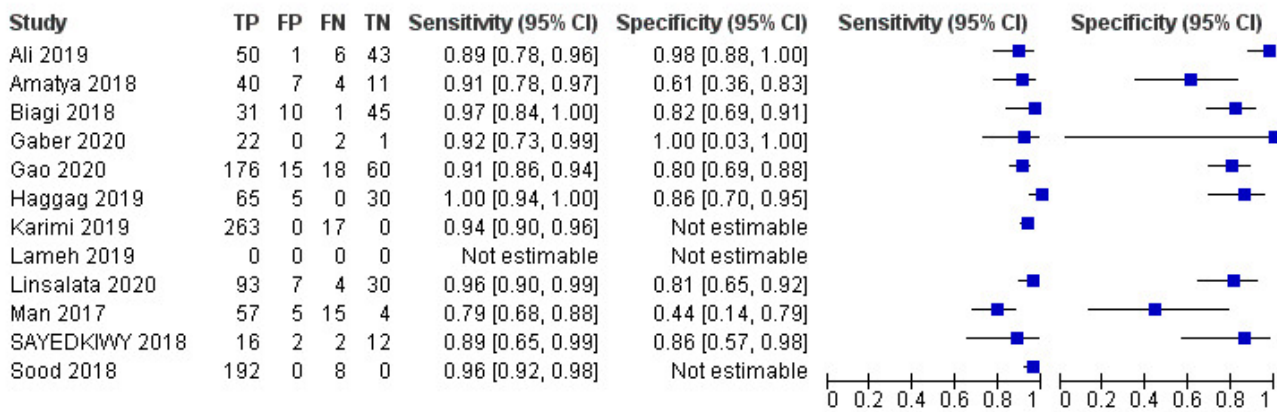 Study TP FP FN TN Sensitivity (95% CI) Specificity (95% CI) Sensitivity (95% CI) Specificity (95% CI)
Ali 2019 50 1 6 43 0.89 [0.78, 0.96] 0.98 [0.88, 1.00]
Amatya 2018 40 7 4 11 0.91 [0.78, 0.97] 0.61 [0.36, 0.83]
Biagi 2018 31 10 1 45 0.97 [0.84, 1.00] 0.82 [0.69, 0.91]
Gaber 2020 22 0 2 1 0.92 [0.73, 0.99] 1.00 [0.03, 1.00]
Gao 2020 176 15 18 60 0.91 [0.86, 0.94] 0.80 [0.69, 0.88]
Haggag 2019 65 5 0 30 1.00 [0.94, 1.00] 0.86 [0.70, 0.95]
Karimi 2019 263 0 17 0 0.94 [0.90, 0.96] Not estimable
Lameh 2019 0 0 0 0 Not estimable Not estimable
Linsalata 2020 93 7 4 30 0.96 [0.90, 0.99] 0.81 [0.65, 0.92]
Man 2017 57 5 15 4 0.79 [0.68, 0.88] 0.44 [0.14, 0.79]
SAYEDKIWY 2018 16 2 2 12 0.89 [0.65, 0.99] 0.86 [0.57, 0.98]
Sood 2018 192 0 8 0 0.96 [0.92, 0.98] Not estimable
0 0.2 0.4 0.6 0.8 1 0 0.2 0.4 0.6 0.8 1